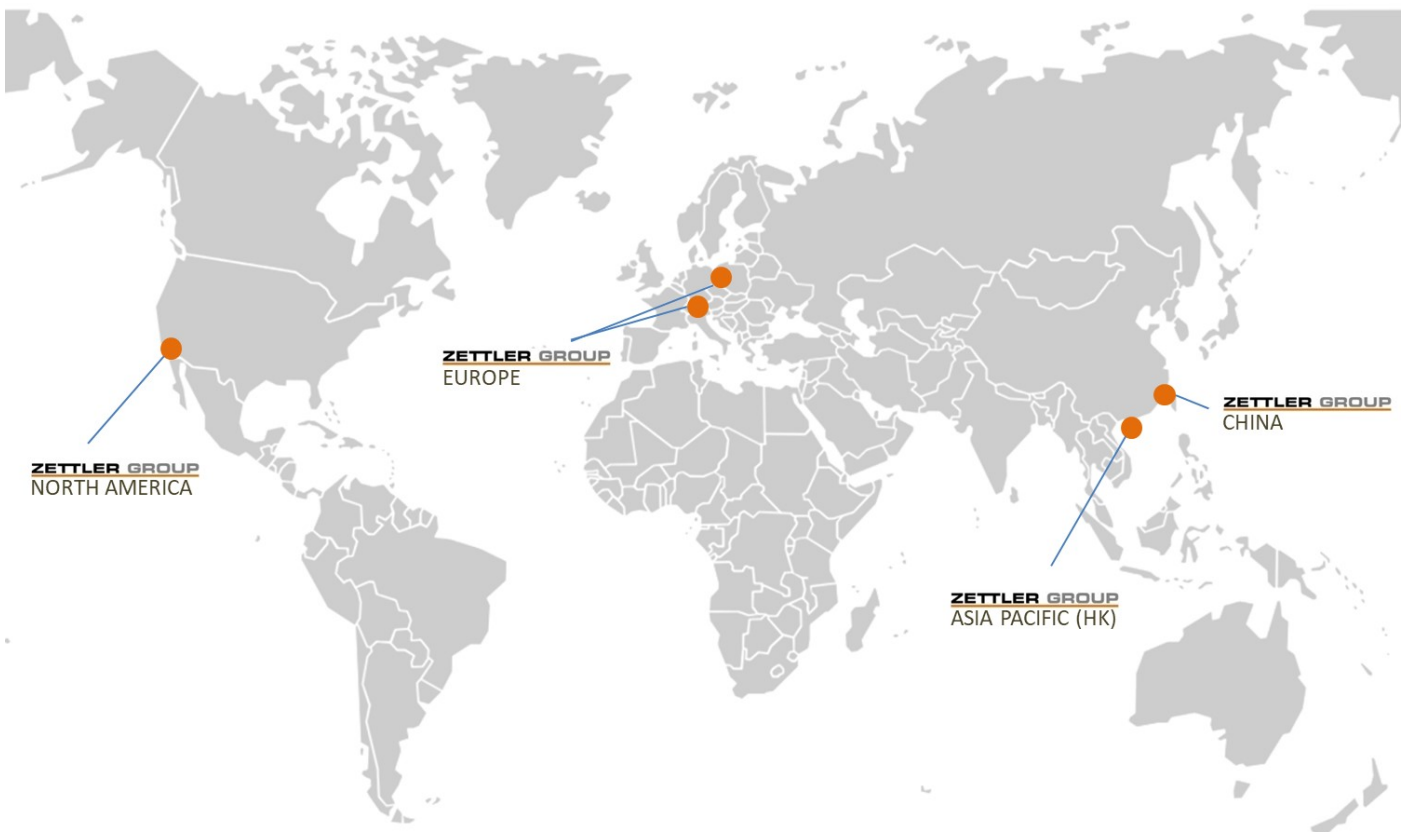 ZETTLER GROUP
EUROPE
ZETTLER GROUP
CHINA
ZETTLER GROUP
NORTH AMERICA
ZETTLER GROUP
ASIA PACIFIC (HK)